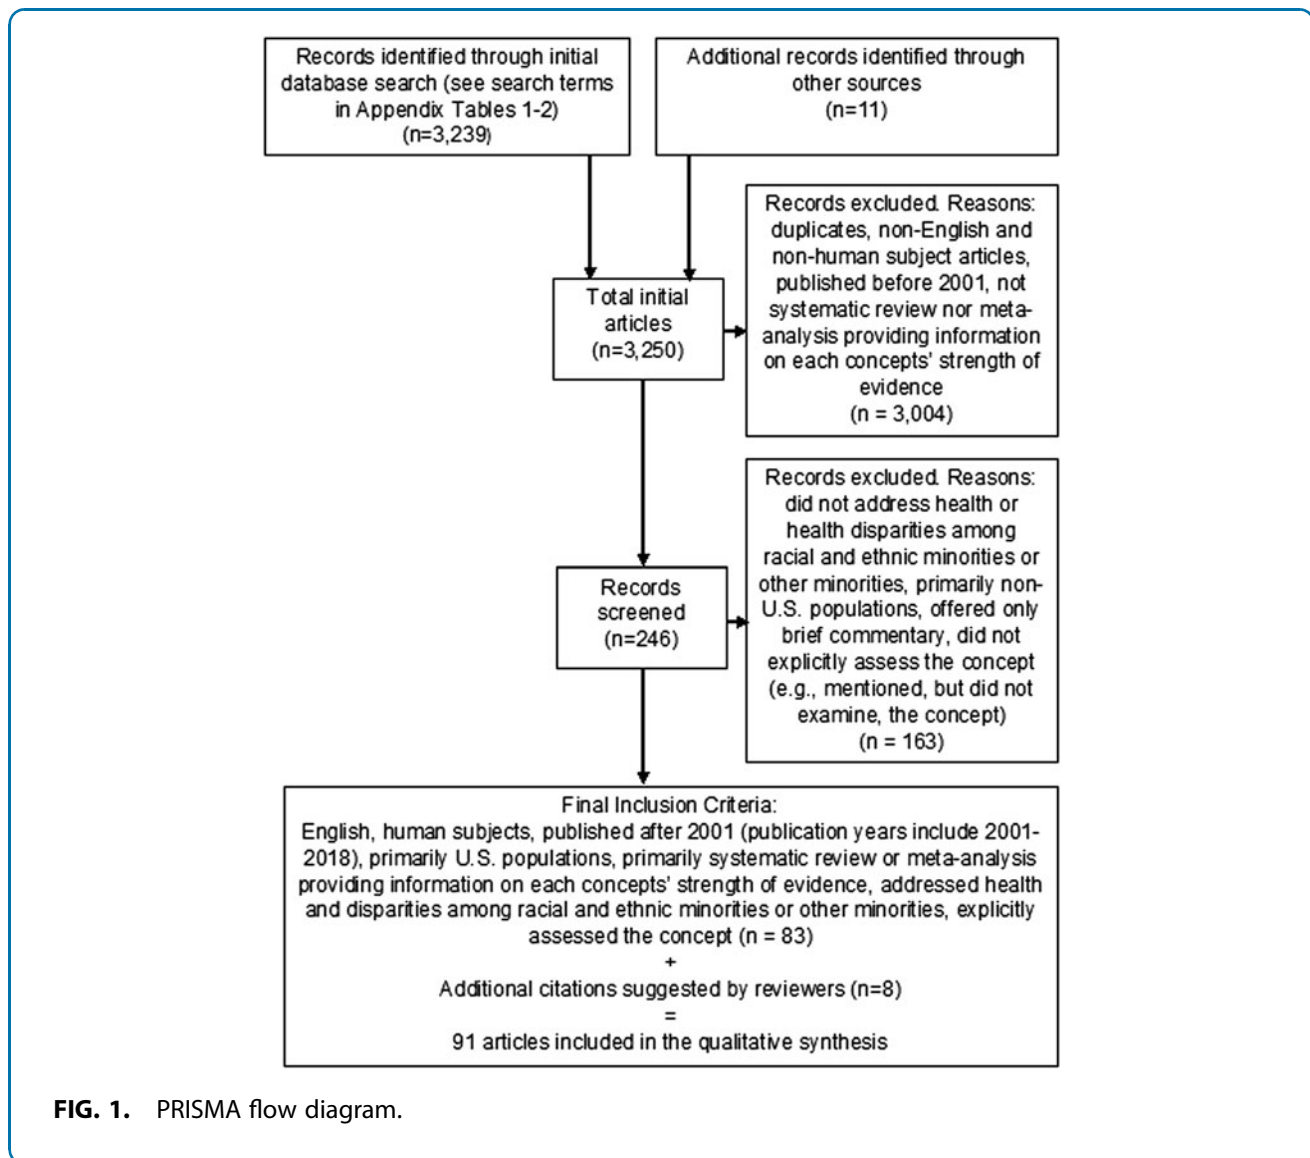 Records identified through initial
database search (see search terms
in Appendix Tables 1-2)
(n=3,239)
Additional records identified through
other sources
(n=11)
Records excluded. Reasons:
duplicates, non-English and
non-human subject articles,
published before 2001, not
systematic review nor meta-
analysis providing information
on each concepts' strength of
evidence
(n = 3,004)
Total initial
articles
(n=3,250)
Records excluded. Reasons:
did not address health or
health disparities among
racial and ethnic minorities or
other minorities, primarily non-
U.S. populations, offered only
brief commentary, did not
explicitly assess the concept
(e.g., mentioned, but did not
examine, the concept)
(n = 163)
Records
screened
(n=246)
Final Inclusion Criteria:
English, human subjects, published after 2001 (publication years include 2001-
2018), primarily U.S. populations, primarily systematic review or meta-analysis
providing information on each concepts' strength of evidence, addressed health
and disparities among racial and ethnic minorities or other minorities, explicitly
assessed the concept (n = 83)
+
Additional citations suggested by reviewers (n=8)
=
91 articles included in the qualitative synthesis
FIG. 1. PRISMA flow diagram.